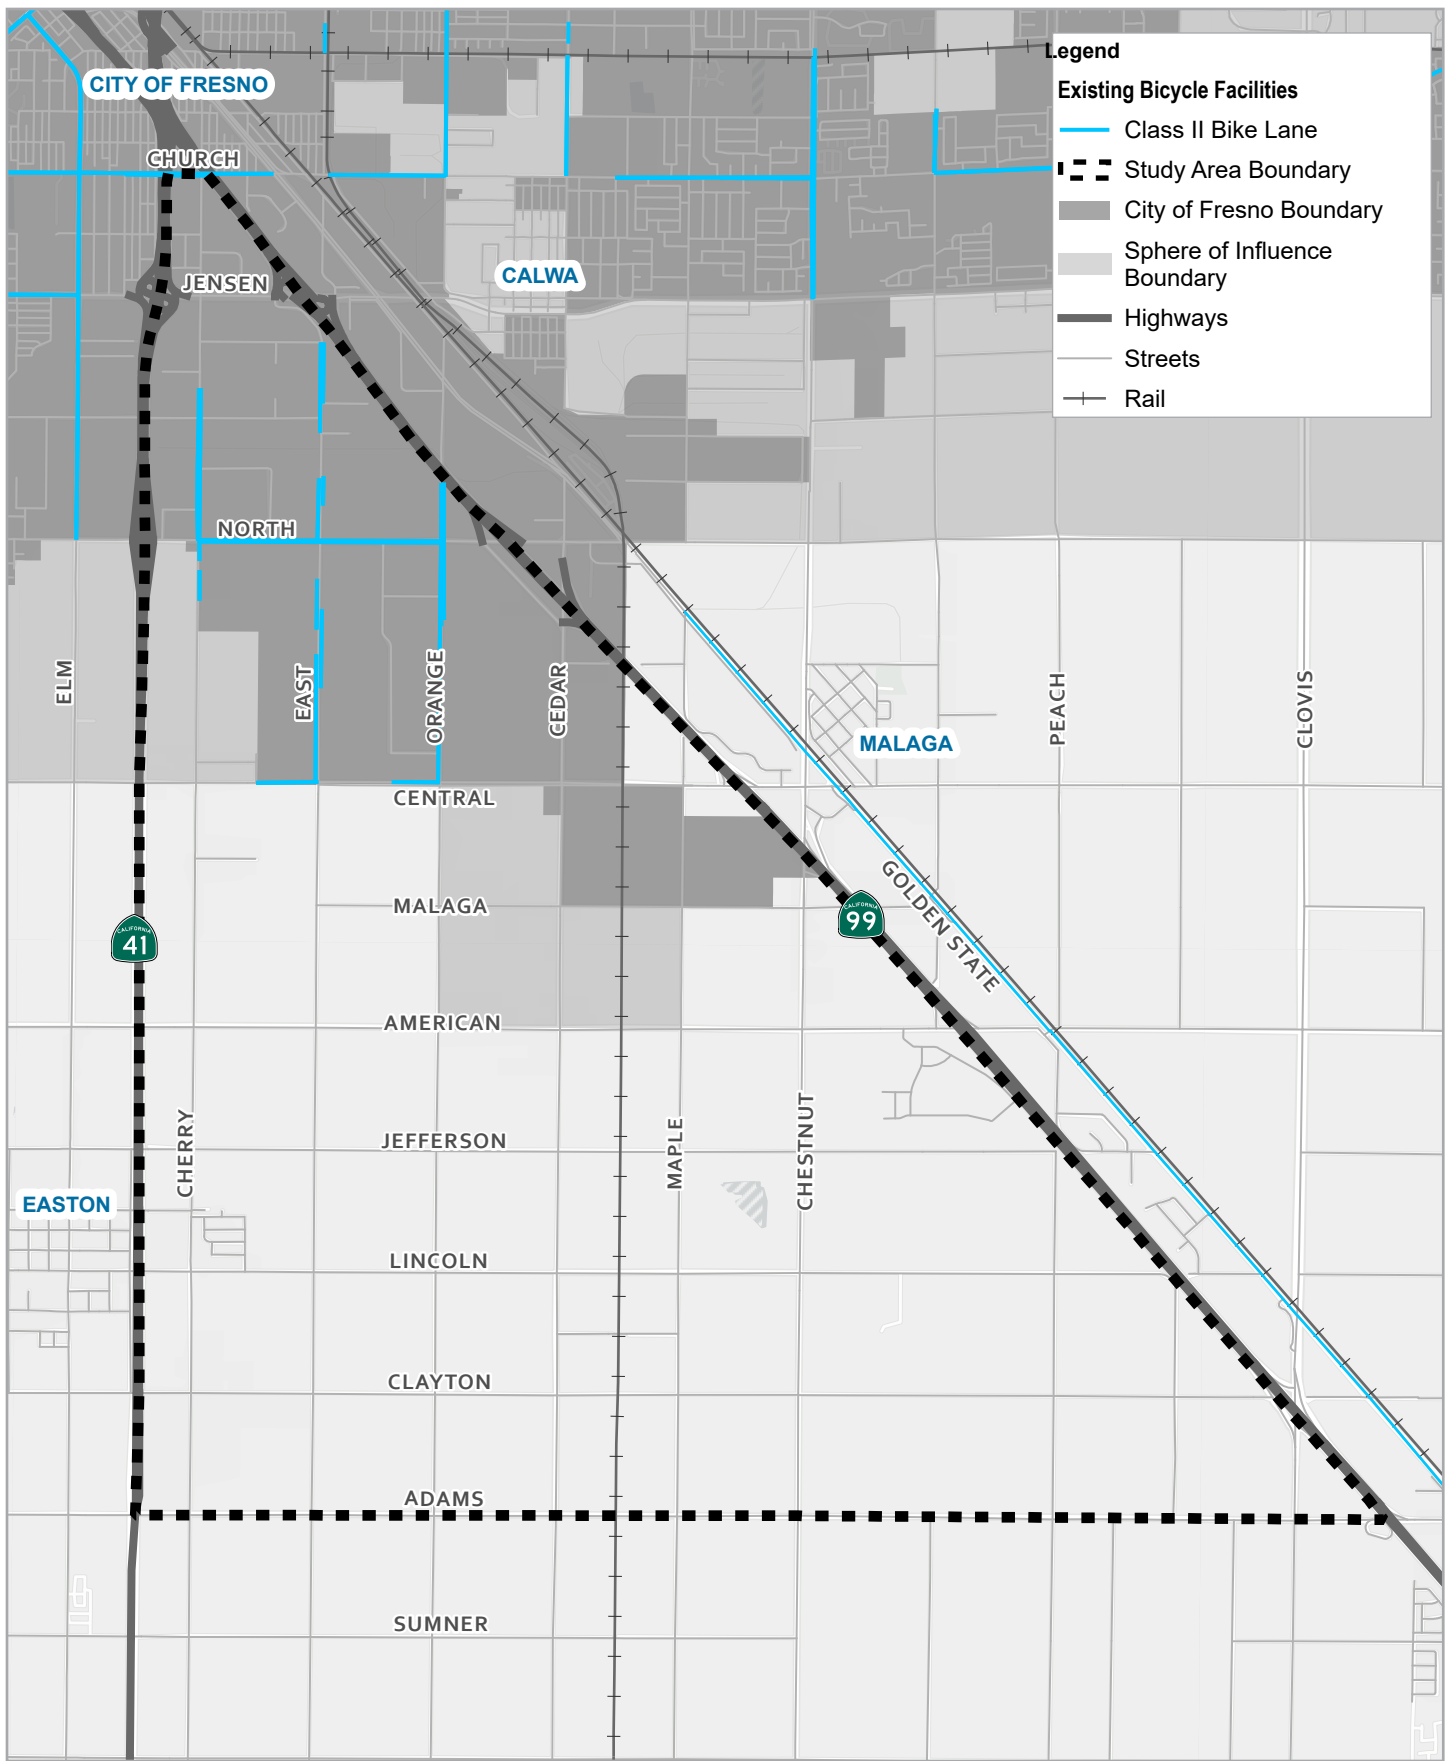 Legend
Existing Bicycle Facilities
Class II Bike Lane
Study Area Boundary
City of Fresno Boundary
Sphere of Influence
Boundary
Highways
Streets
Rail
CITY OF FRESNO
CHURCH
JENSEN
CALWA
NORTH
ELM
EAST
ORANGE
CEDAR
PEACH
CLOVIS
MALAGA
CENTRAL
MALAGA
GOLDEN STATE
CALIFORNIA
99
CALIFORNIA
41
AMERICAN
CHERRY
JEFFERSON
MAPLE
CHESTNUT
EASTON
LINCOLN
CLAYTON
ADAMS
SUMNER